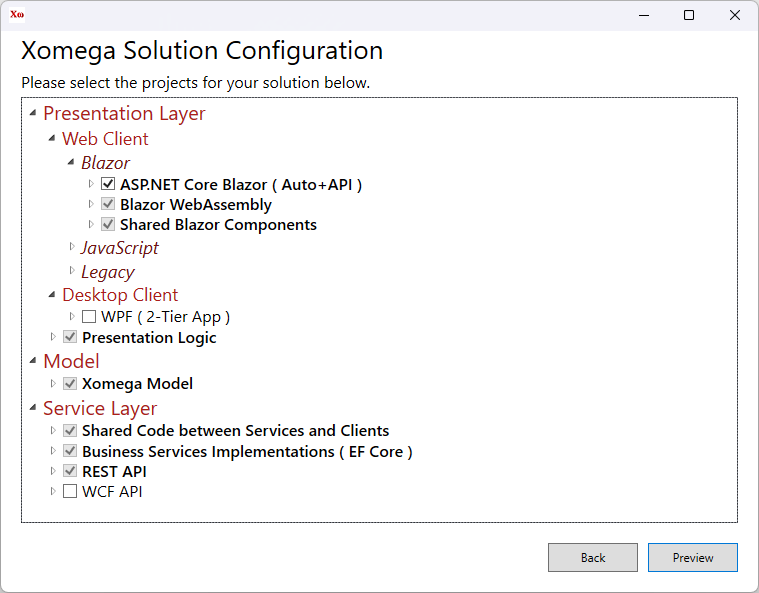 Xω
Xomega Solution Configuration
Please select the projects for your solution below.
Presentation Layer
Web Client
Blazor
ASP.NET Core Blazor ( Auto+API )
Blazor WebAssembly
Shared Blazor Components
JavaScript
Legacy
Desktop Client
WPF ( 2-Tier App )
Presentation Logic
Model
Xomega Model
Service Layer
Shared Code between Services and Clients
Business Services Implementations ( EF Core )
REST API
WCF API
Back Preview